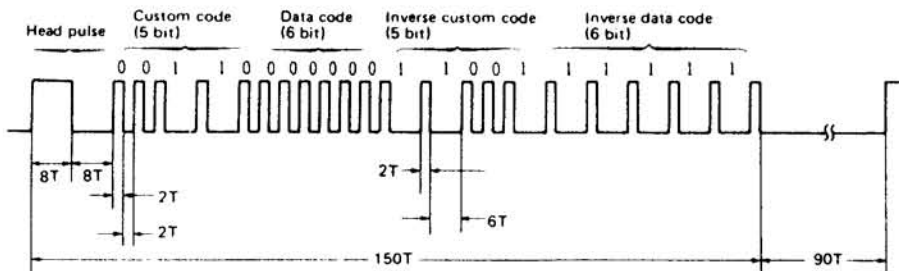 Custom code Data code Inverse custom code Inverse data code
Head pulse (5 bit) (6 bit) (5 bit) (6 bit)
0 0 1 1 0 0 0 0 0 0 0 1 1 0 0 1 1 1 1 1 1
8T 8T 2T 2T
2T 6T
150T 90T